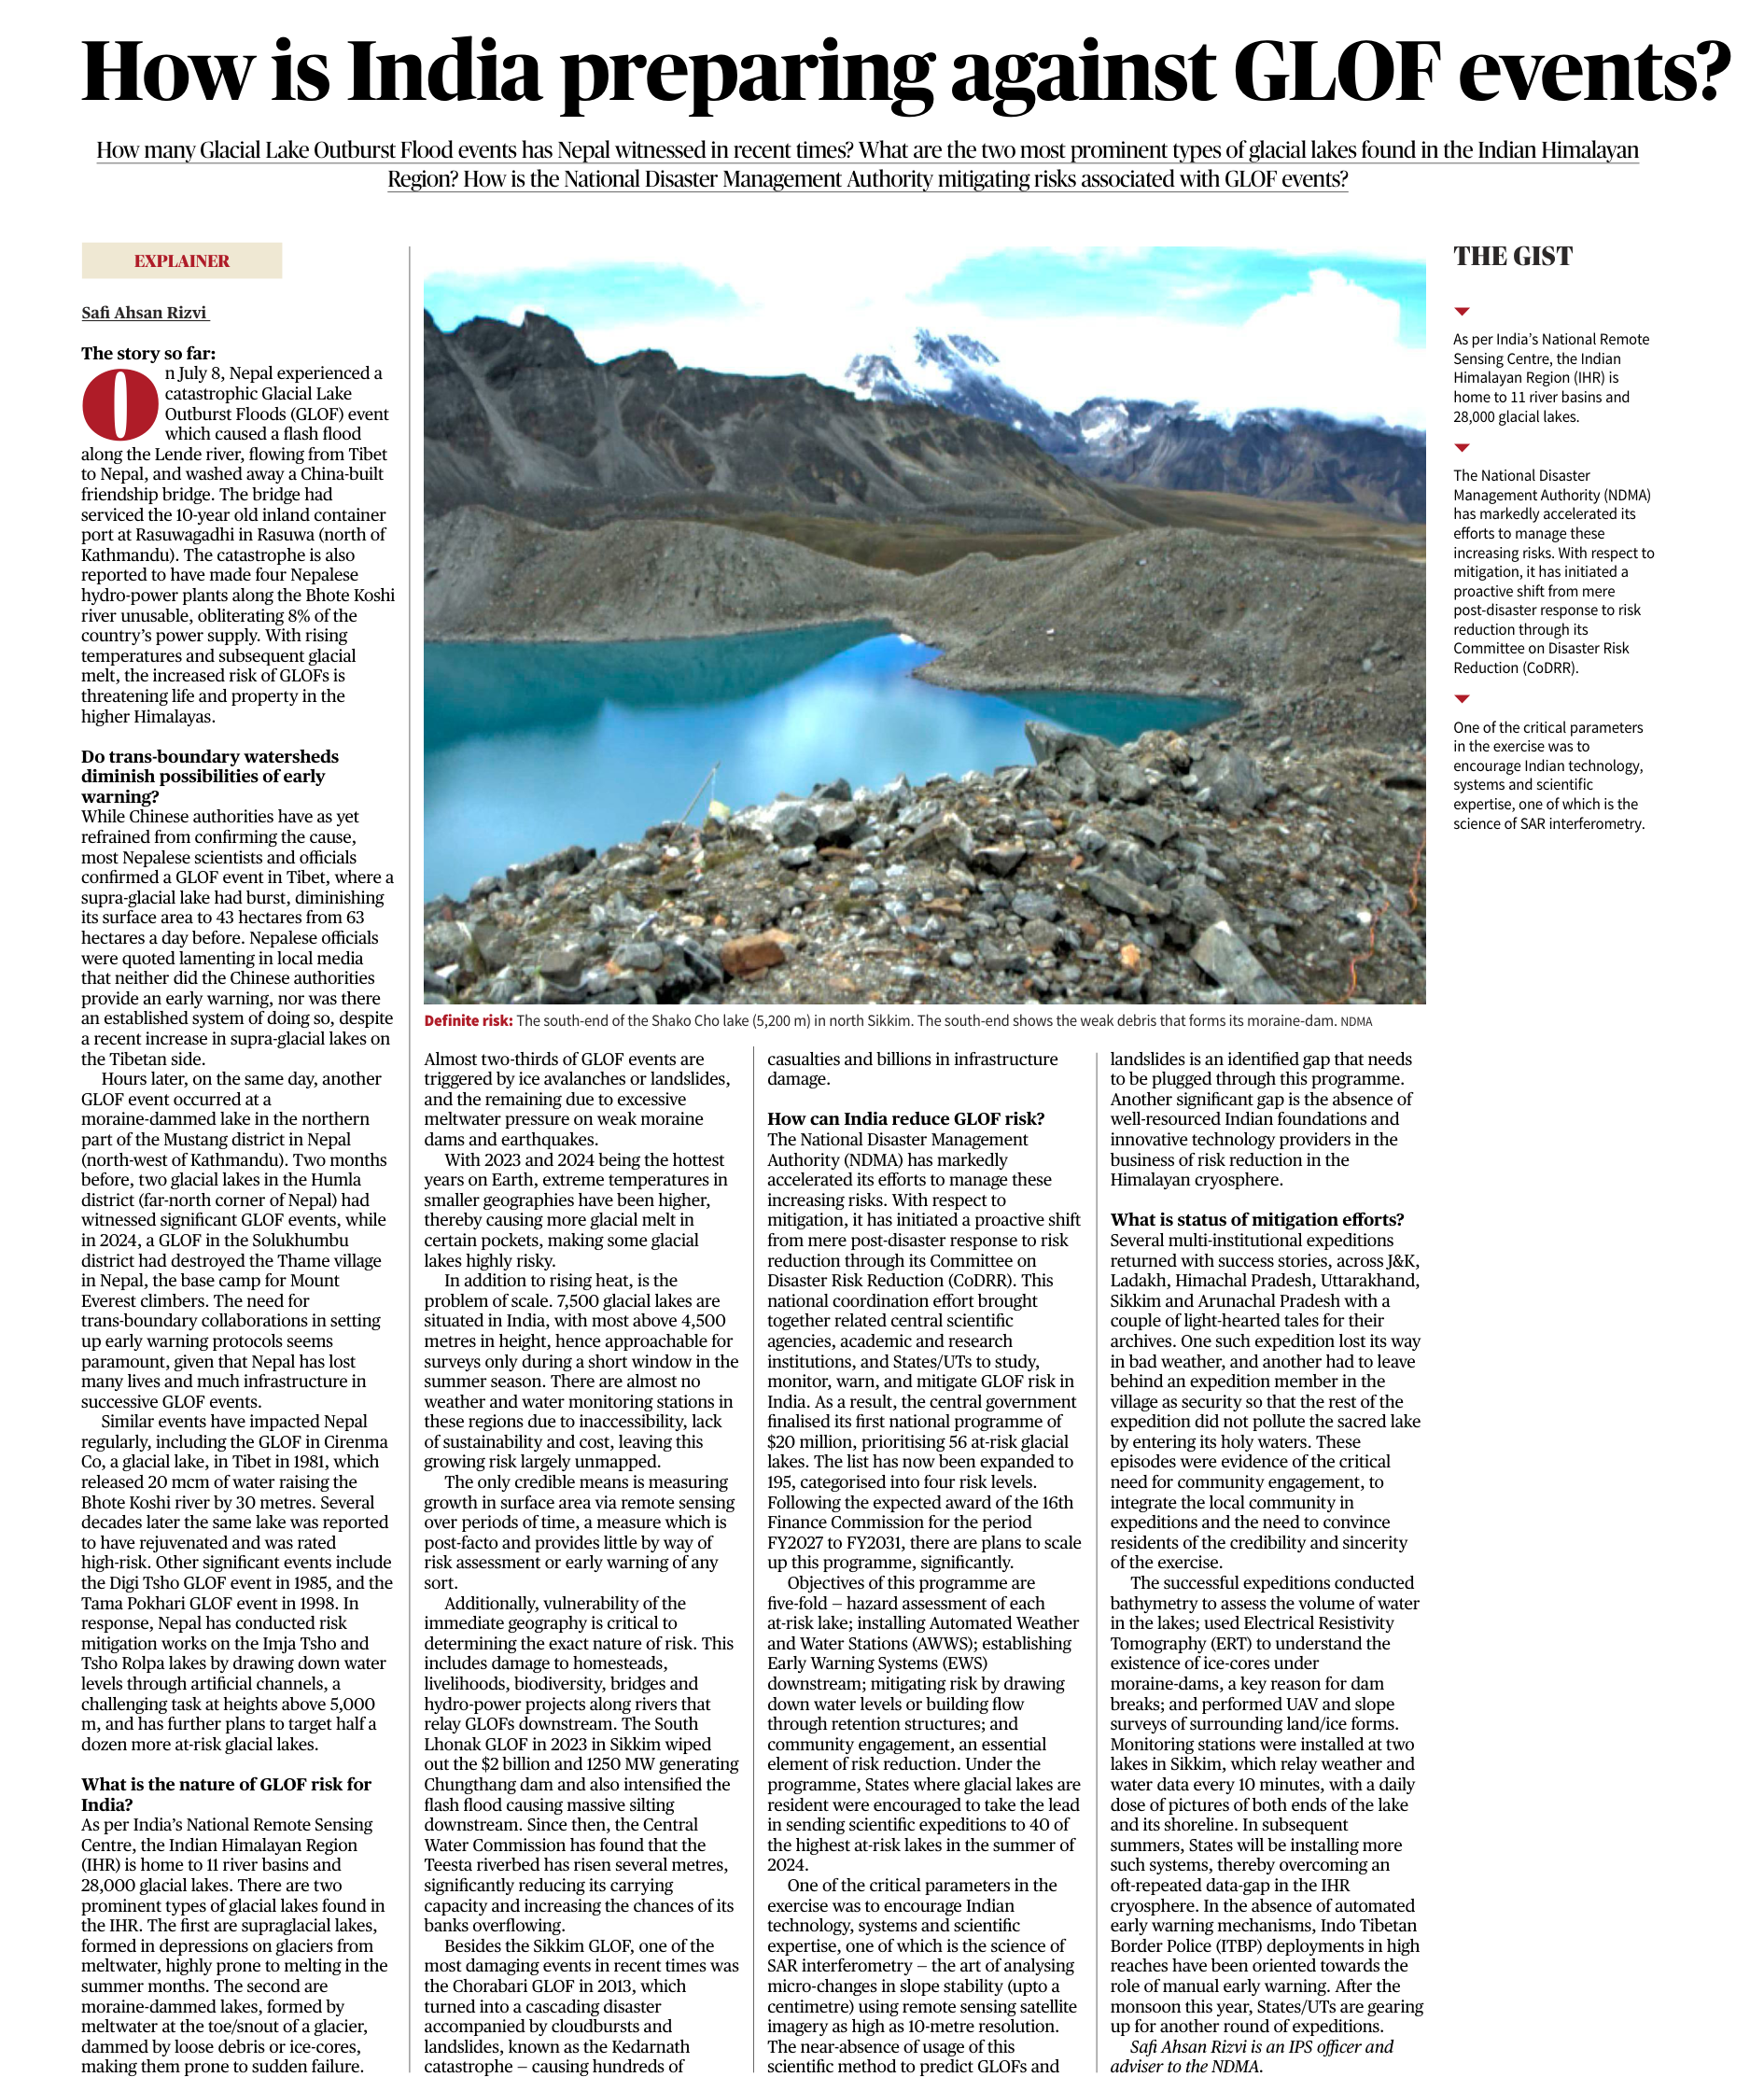 How is India preparing against GLOF events?
How many Glacial Lake Outburst Flood events has Nepal witnessed in recent times? What are the two most prominent types of glacial lakes found in the Indian Himalayan
Region? How is the National Disaster Management Authority mitigating risks associated with GLOF events?
EXPLAINER
Safi Ahsan Rizvi
The story so far:
On July 8, Nepal experienced a
catastrophic Glacial Lake
Outburst Floods (GLOF) event
which caused a flash flood
along the Lende river, flowing from Tibet
to Nepal, and washed away a China-built
friendship bridge. The bridge had
serviced the 10-year old inland container
port at Rasuwagadhi in Rasuwa (north of
Kathmandu). The catastrophe is also
reported to have made four Nepalese
hydro-power plants along the Bhote Koshi
river unusable, obliterating 8% of the
country's power supply. With rising
temperatures and subsequent glacial
melt, the increased risk of GLOFs is
threatening life and property in the
higher Himalayas.
Do trans-boundary watersheds
diminish possibilities of early
warning?
While Chinese authorities have as yet
refrained from confirming the cause,
most Nepalese scientists and officials
confirmed a GLOF event in Tibet, where a
supra-glacial lake had burst, diminishing
its surface area to 43 hectares from 63
hectares a day before. Nepalese officials
were quoted lamenting in local media
that neither did the Chinese authorities
provide an early warning, nor was there
an established system of doing so, despite
a recent increase in supra-glacial lakes on
the Tibetan side.
Hours later, on the same day, another
GLOF event occurred at a
moraine-dammed lake in the northern
part of the Mustang district in Nepal
(north-west of Kathmandu). Two months
before, two glacial lakes in the Humla
district (far-north corner of Nepal) had
witnessed significant GLOF events, while
in 2024, a GLOF in the Solukhumbu
district had destroyed the Thame village
in Nepal, the base camp for Mount
Everest climbers. The need for
trans-boundary collaborations in setting
up early warning protocols seems
paramount, given that Nepal has lost
many lives and much infrastructure in
successive GLOF events.
Similar events have impacted Nepal
regularly, including the GLOF in Cirenma
Co, a glacial lake, in Tibet in 1981, which
released 20 mcm of water raising the
Bhote Koshi river by 30 metres. Several
decades later the same lake was reported
to have rejuvenated and was rated
high-risk. Other significant events include
the Digi Tsho GLOF event in 1985, and the
Tama Pokhari GLOF event in 1998. In
response, Nepal has conducted risk
mitigation works on the Imja Tsho and
Tsho Rolpa lakes by drawing down water
levels through artificial channels, a
challenging task at heights above 5,000
m, and has further plans to target half a
dozen more at-risk glacial lakes.
What is the nature of GLOF risk for
India?
As per India's National Remote Sensing
Centre, the Indian Himalayan Region
(IHR) is home to 11 river basins and
28,000 glacial lakes. There are two
prominent types of glacial lakes found in
the IHR. The first are supraglacial lakes,
formed in depressions on glaciers from
meltwater, highly prone to melting in the
summer months. The second are
moraine-dammed lakes, formed by
meltwater at the toe/snout of a glacier,
dammed by loose debris or ice-cores,
making them prone to sudden failure.
Definite risk: The south-end of the Shako Cho lake (5,200 m) in north Sikkim. The south-end shows the weak debris that forms its moraine-dam. NDMA
Almost two-thirds of GLOF events are
triggered by ice avalanches or landslides,
and the remaining due to excessive
meltwater pressure on weak moraine
dams and earthquakes.
With 2023 and 2024 being the hottest
years on Earth, extreme temperatures in
smaller geographies have been higher,
thereby causing more glacial melt in
certain pockets, making some glacial
lakes highly risky.
In addition to rising heat, is the
problem of scale. 7,500 glacial lakes are
situated in India, with most above 4,500
metres in height, hence approachable for
surveys only during a short window in the
summer season. There are almost no
weather and water monitoring stations in
these regions due to inaccessibility, lack
of sustainability and cost, leaving this
growing risk largely unmapped.
The only credible means is measuring
growth in surface area via remote sensing
over periods of time, a measure which is
post-facto and provides little by way of
risk assessment or early warning of any
sort.
Additionally, vulnerability of the
immediate geography is critical to
determining the exact nature of risk. This
includes damage to homesteads,
livelihoods, biodiversity, bridges and
hydro-power projects along rivers that
relay GLOFs downstream. The South
Lhonak GLOF in 2023 in Sikkim wiped
out the $2 billion and 1250 MW generating
Chungthang dam and also intensified the
flash flood causing massive silting
downstream. Since then, the Central
Water Commission has found that the
Teesta riverbed has risen several metres,
significantly reducing its carrying
capacity and increasing the chances of its
banks overflowing.
Besides the Sikkim GLOF, one of the
most damaging events in recent times was
the Chorabari GLOF in 2013, which
turned into a cascading disaster
accompanied by cloudbursts and
landslides, known as the Kedarnath
catastrophe – causing hundreds of
casualties and billions in infrastructure
damage.
How can India reduce GLOF risk?
The National Disaster Management
Authority (NDMA) has markedly
accelerated its efforts to manage these
increasing risks. With respect to
mitigation, it has initiated a proactive shift
from mere post-disaster response to risk
reduction through its Committee on
Disaster Risk Reduction (CoDRR). This
national coordination effort brought
together related central scientific
agencies, academic and research
institutions, and States/UTs to study,
monitor, warn, and mitigate GLOF risk in
India. As a result, the central government
finalised its first national programme of
$20 million, prioritising 56 at-risk glacial
lakes. The list has now been expanded to
195, categorised into four risk levels.
Following the expected award of the 16th
Finance Commission for the period
FY2027 to FY2031, there are plans to scale
up this programme, significantly.
Objectives of this programme are
five-fold – hazard assessment of each
at-risk lake; installing Automated Weather
and Water Stations (AWWS); establishing
Early Warning Systems (EWS)
downstream; mitigating risk by drawing
down water levels or building flow
through retention structures; and
community engagement, an essential
element of risk reduction. Under the
programme, States where glacial lakes are
resident were encouraged to take the lead
in sending scientific expeditions to 40 of
the highest at-risk lakes in the summer of
2024.
One of the critical parameters in the
exercise was to encourage Indian
technology, systems and scientific
expertise, one of which is the science of
SAR interferometry – the art of analysing
micro-changes in slope stability (upto a
centimetre) using remote sensing satellite
imagery as high as 10-metre resolution.
The near-absence of usage of this
scientific method to predict GLOFs and
landslides is an identified gap that needs
to be plugged through this programme.
Another significant gap is the absence of
well-resourced Indian foundations and
innovative technology providers in the
business of risk reduction in the
Himalayan cryosphere.
What is status of mitigation efforts?
Several multi-institutional expeditions
returned with success stories, across J&K,
Ladakh, Himachal Pradesh, Uttarakhand,
Sikkim and Arunachal Pradesh with a
couple of light-hearted tales for their
archives. One such expedition lost its way
in bad weather, and another had to leave
behind an expedition member in the
village as security so that the rest of the
expedition did not pollute the sacred lake
by entering its holy waters. These
episodes were evidence of the critical
need for community engagement, to
integrate the local community in
expeditions and the need to convince
residents of the credibility and sincerity
of the exercise.
The successful expeditions conducted
bathymetry to assess the volume of water
in the lakes; used Electrical Resistivity
Tomography (ERT) to understand the
existence of ice-cores under
moraine-dams, a key reason for dam
breaks; and performed UAV and slope
surveys of surrounding land/ice forms.
Monitoring stations were installed at two
lakes in Sikkim, which relay weather and
water data every 10 minutes, with a daily
dose of pictures of both ends of the lake
and its shoreline. In subsequent
summers, States will be installing more
such systems, thereby overcoming an
oft-repeated data-gap in the IHR
cryosphere. In the absence of automated
early warning mechanisms, Indo Tibetan
Border Police (ITBP) deployments in high
reaches have been oriented towards the
role of manual early warning. After the
monsoon this year, States/UTs are gearing
up for another round of expeditions.
Safi Ahsan Rizvi is an IPS officer and
adviser to the NDMA.
THE GIST
As per India's National Remote
Sensing Centre, the Indian
Himalayan Region (IHR) is
home to 11 river basins and
28,000 glacial lakes.
The National Disaster
Management Authority (NDMA)
has markedly accelerated its
efforts to manage these
increasing risks. With respect to
mitigation, it has initiated a
proactive shift from mere
post-disaster response to risk
reduction through its
Committee on Disaster Risk
Reduction (CoDRR).
One of the critical parameters
in the exercise was to
encourage Indian technology,
systems and scientific
expertise, one of which is the
science of SAR interferometry.